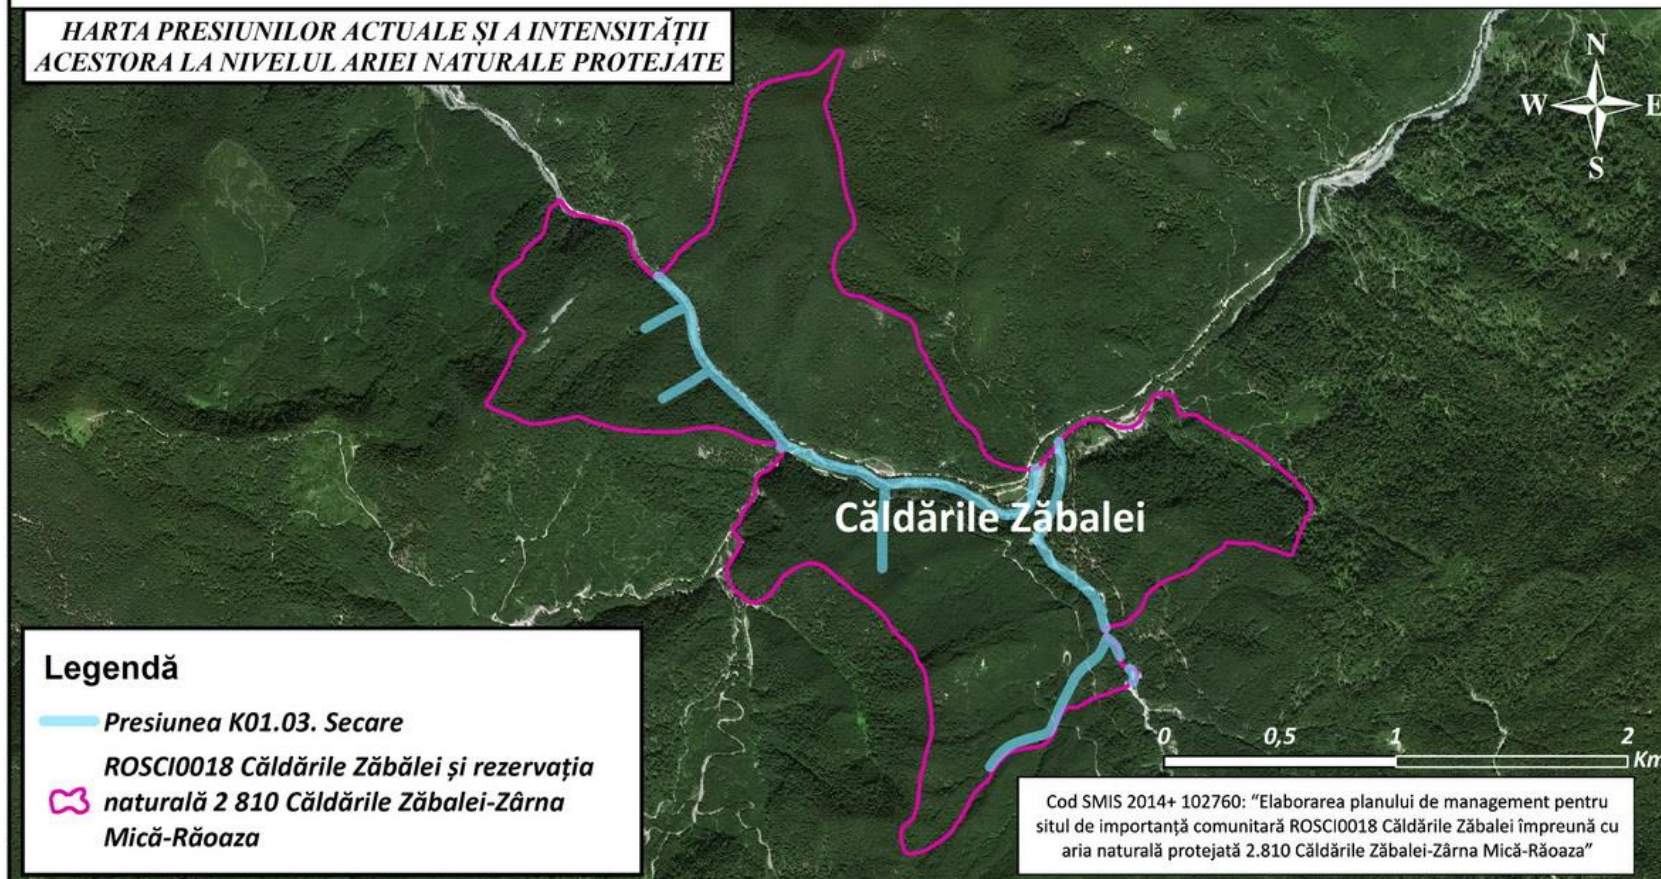 HARTA PRESIUNILOR ACTUALE ȘI A INTENSITĂȚII
ACESTORA LA NIVELUL ARIEI NATURALE PROTEJATE
N
W
E
S
Căldările Zăbalei
Legendă
Presiunea K01.03. Secare
ROSCI0018 Căldările Zăbălei și rezervația
naturală 2 810 Căldările Zăbalei-Zârna
Mică-Răoaza
0 0,5 1 2
Km
Cod SMIS 2014+ 102760: “Elaborarea planului de management pentru
situl de importanță comunitară ROSCI0018 Căldările Zăbalei împreună cu
aria naturală protejată 2.810 Căldările Zăbalei-Zârna Mică-Răoaza”